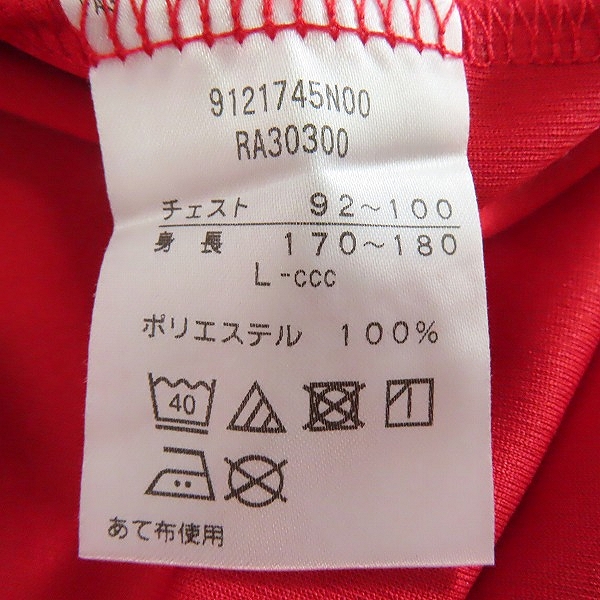 9121745N00
RA30300
チェスト 92~100
身長 170~180
L-ccc
ポリエステル 100%
40
あて布使用